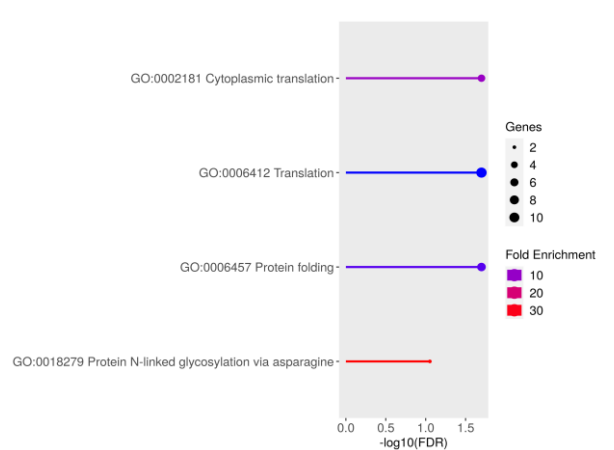 GO:0002181 Cytoplasmic translation
GO:0006412 Translation
GO:0006457 Protein folding
GO:0018279 Protein N-linked glycosylation via asparagine
0.0 0.5 1.0 1.5
-log10(FDR)
Genes
2
4
6
8
10
Fold Enrichment
10
20
30